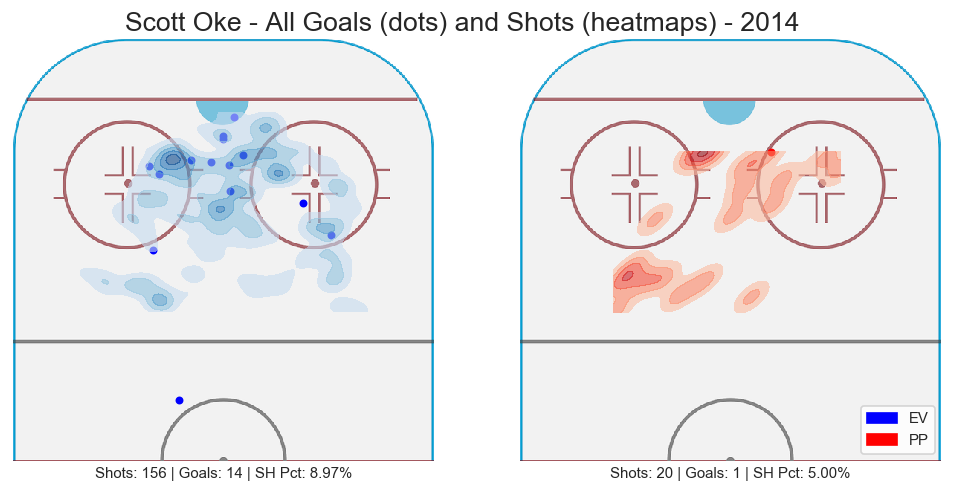 Scott Oke - All Goals (dots) and Shots (heatmaps) - 2014
EV
PP
Shots: 156 | Goals: 14 | SH Pct: 8.97%
Shots: 20 | Goals: 1 | SH Pct: 5.00%